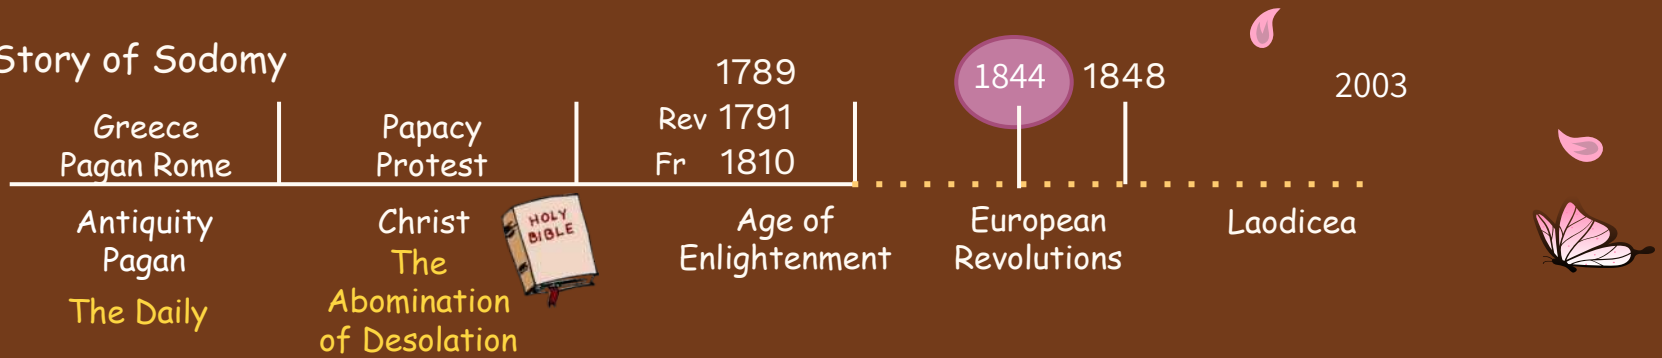 Story of Sodomy
Greece
Pagan Rome
Papacy
Protest
1789
Rev 1791
Fr 1810
1844
1848
2003
Antiquity
Pagan
The Daily
Christ
The
Abomination
of Desolation
HOLY
BIBLE
Age of
Enlightenment
European
Revolutions
Laodicea